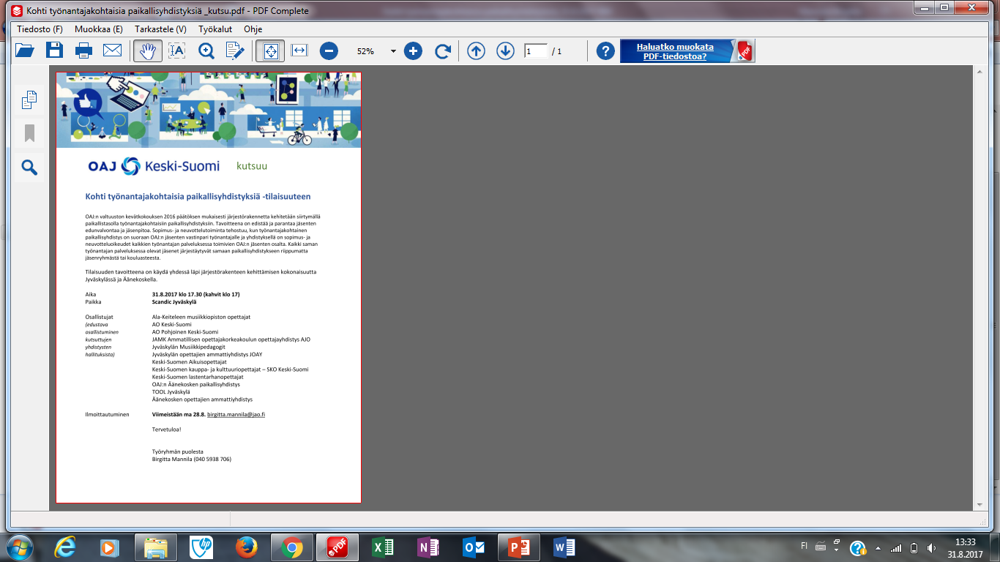 Kohti työnantajakohtaisia paikallisyhdistyksiä _kutsu.pdf - PDF Complete
Tiedosto (F) Muokkaa (E) Tarkastele (V) Työkalut Ohje
A 52% 1 / 1 ? Haluatko muokata
PDF-tiedostoa?
PDF
OAJ Keski-Suomi kutsuu
Kohti työnantajakohtaisia paikallisyhdistyksiä -tilaisuuteen
OAJ:n valtuuston kevätkokouksen 2016 päätöksen mukaisesti järjestörakennetta kehitetään siirtymällä
paikallistasolla työnantajakohtaisiin paikallisyhdistyksiin. Tavoitteena on edistää ja parantaa jäsenten
edunvalvontaa ja jäsenpitoa. Sopimus- ja neuvottelutoiminta tehostuu, kun työnantajakohtainen
paikallisyhdistys on suoraan OAJ:n jäsenten vastinpari työnantajalle ja yhdistyksellä on sopimus- ja
neuvotteluoikeudet kaikkien työnantajan palveluksessa toimivien OAJ:n jäsenten osalta. Kaikki saman
työnantajan palveluksessa olevat jäsenet järjestäytyvät samaan paikallisyhdistykseen riippumatta
jäsenryhmästä tai kouluasteesta.
Tilaisuuden tavoitteena on käydä yhdessä läpi järjestörakenteen kehittämisen kokonaisuutta
Jyväskylässä ja Äänekoskella.
Aika 31.8.2017 klo 17.30 (kahvit klo 17)
Paikka Scandic Jyväskylä
Osallistujat Ala-Keiteleen musiikkiopiston opettajat
(edustava AO Keski-Suomi
osallistuminen AO Pohjoinen Keski-Suomi
kutsuttujen JAMK Ammatillisen opettajakorkeakoulun opettajayhdistys AJO
yhdistysten Jyväskylän Musiikkipedagogit
hallituksista) Jyväskylän opettajien ammattiyhdistys JOAY
Keski-Suomen Aikuisopettajat
Keski-Suomen kauppa- ja kulttuuriopettajat – SKO Keski-Suomi
Keski-Suomen lastentarhanopettajat
OAJ:n Äänekosken paikallisyhdistys
TOOL Jyväskylä
Äänekosken opettajien ammattiyhdistys
Ilmoittautuminen Viimeistään ma 28.8. birgitta.mannila@jao.fi
Tervetuloa!
Työryhmän puolesta
Birgitta Mannila (040 5938 706)
FI 13:33
31.8.2017